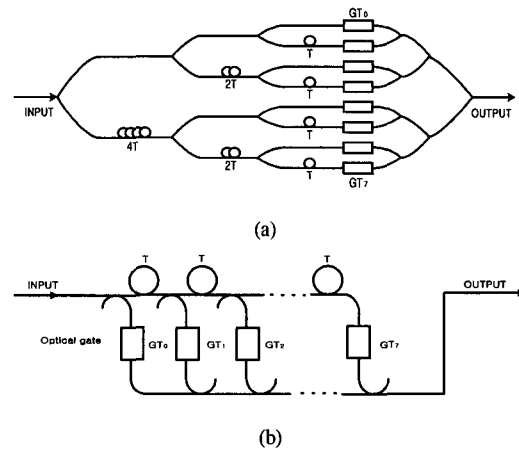 GT₀
T
2T
T
INPUT
OUTPUT
T
4T
2T
T
GT₇
(a)
T T T
INPUT
OUTPUT
Optical gate GT₀ GT₁ GT₂ GT₇
(b)